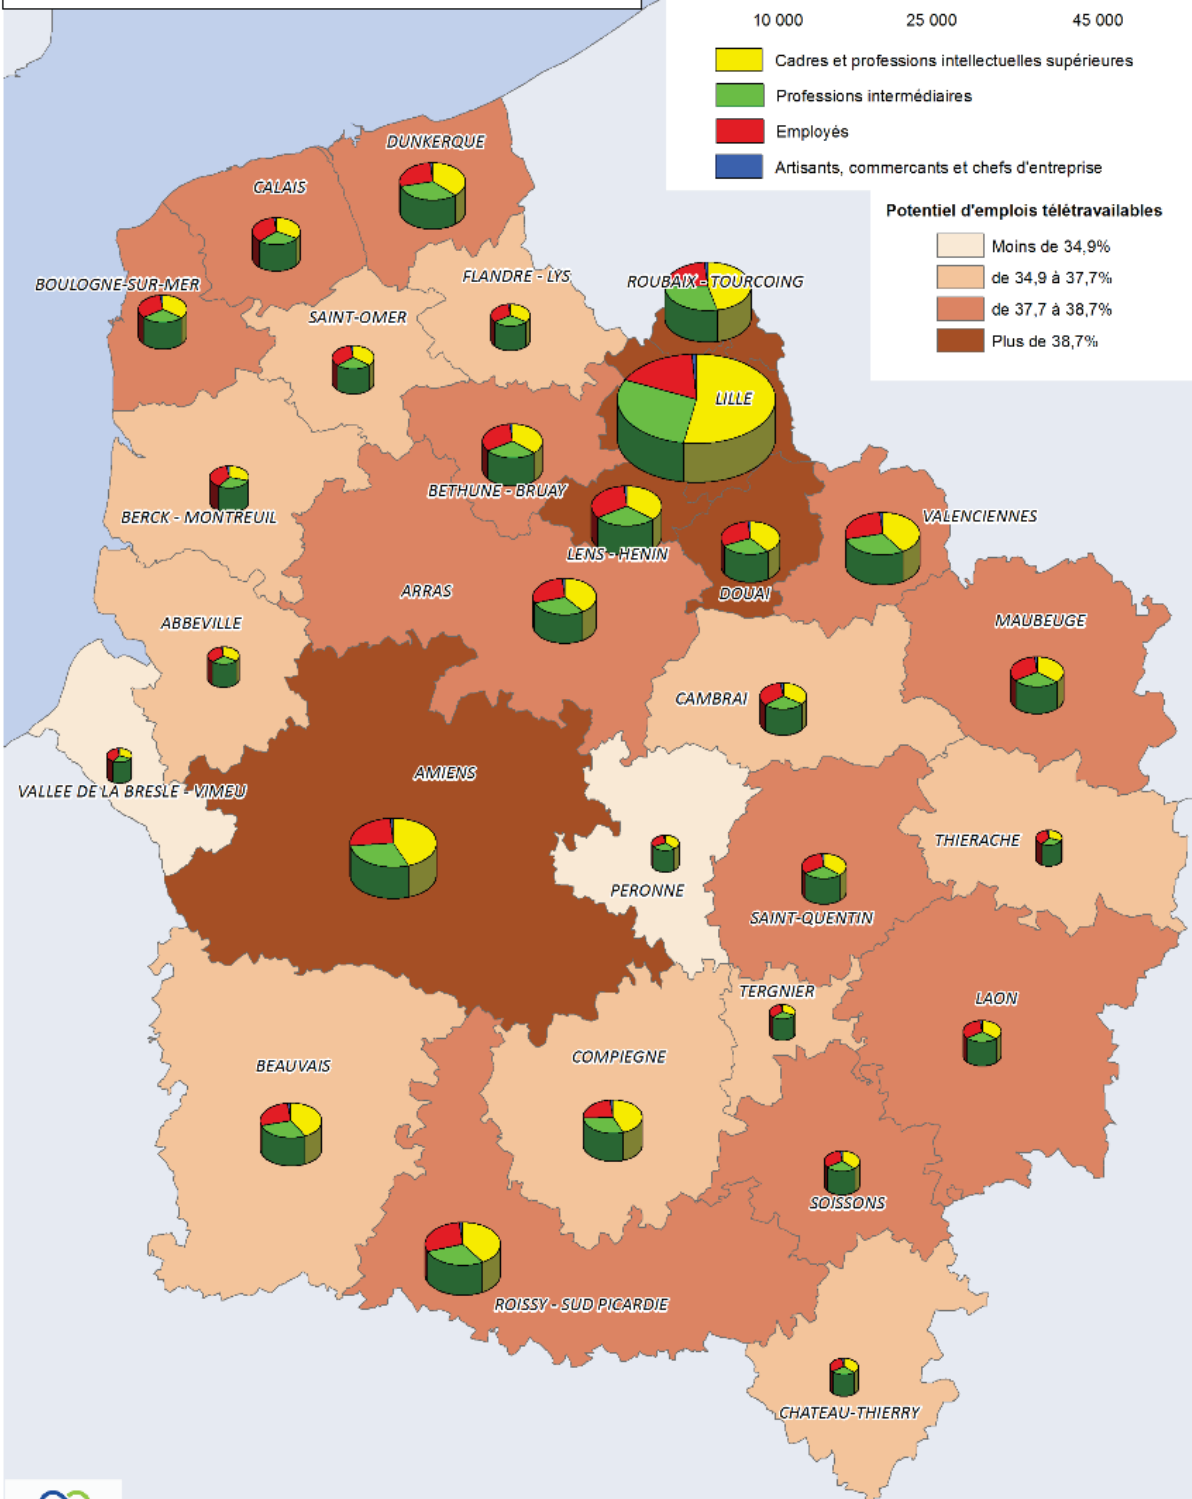 10 000 25 000 45 000
Cadres et professions intellectuelles supérieures
Professions intermédiaires
Employés
Artisants, commercants et chefs d'entreprise
Potentiel d'emplois télétravailables
Moins de 34,9%
de 34,9 à 37,7%
de 37,7 à 38,7%
Plus de 38,7%
DUNKERQUE
CALAIS
BOULOGNE-SUR-MER
FLANDRE - LYS
ROUBAIX - TOURCOING
SAINT-OMER
LILLE
BETHUNE - BRUAY
BERCK - MONTREUIL
VALENCIENNES
LENS - HENIN
ARRAS
DOUAI
ABBEVILLE
MAUBEUGE
CAMBRAI
AMIENS
VALLEE DE LA BRESLE - VIMEU
THIERACHE
PERONNE
SAINT-QUENTIN
TERGNIER
LAON
COMPIEGNE
BEAUVAIS
SOISSONS
ROISSY - SUD PICARDIE
CHATEAU-THIERRY